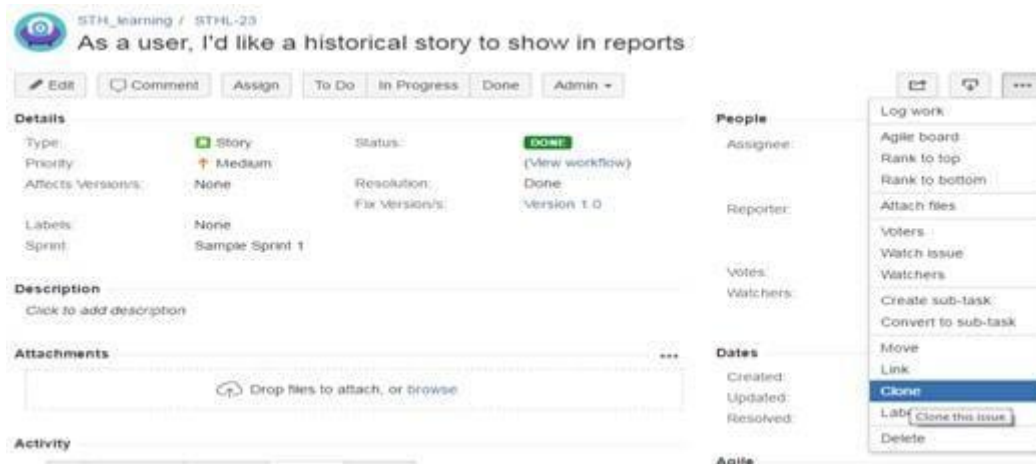 STH_learning / STHL-23
As a user, I'd like a historical story to show in reports
Edit Comment Assign To Do In Progress Done Admin
Details
Type: Story Status: DONE
Priority: Medium (View workflow)
Affects Version/s: None Resolution: Done
Fix Version/s: Version 1.0
Labels: None
Sprint: Sample Sprint 1
Description
Click to add description
Attachments
Drop files to attach, or browse
Activity
People
Assignee:
Reporter:
Votes:
Watchers:
Dates
Created:
Updated:
Resolved:
Agile
Log work
Agile board
Rank to top
Rank to bottom
Attach files
Voters
Watch issue
Watchers
Create sub-task
Convert to sub-task
Move
Link
Clone
Clone this issue
Delete